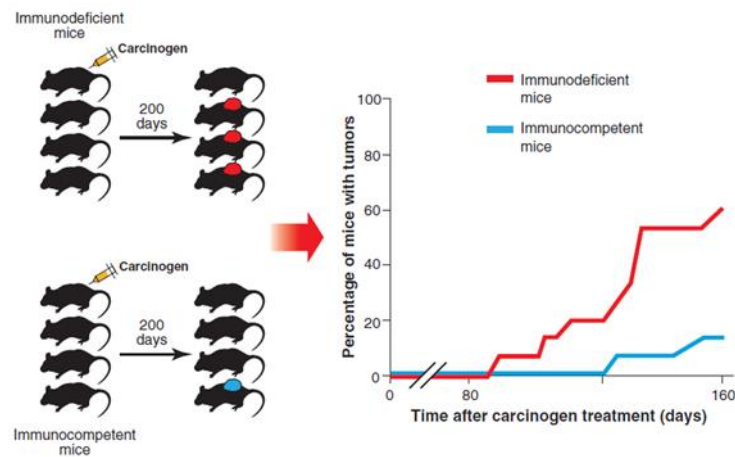 Immunodeficient
mice
Carcinogen
200
days
Carcinogen
200
days
Immunocompetent
mice
Immunodeficient
mice
Immunocompetent
mice
Percentage of mice with tumors
100
80
60
40
20
0
0
80
120
160
Time after carcinogen treatment (days)